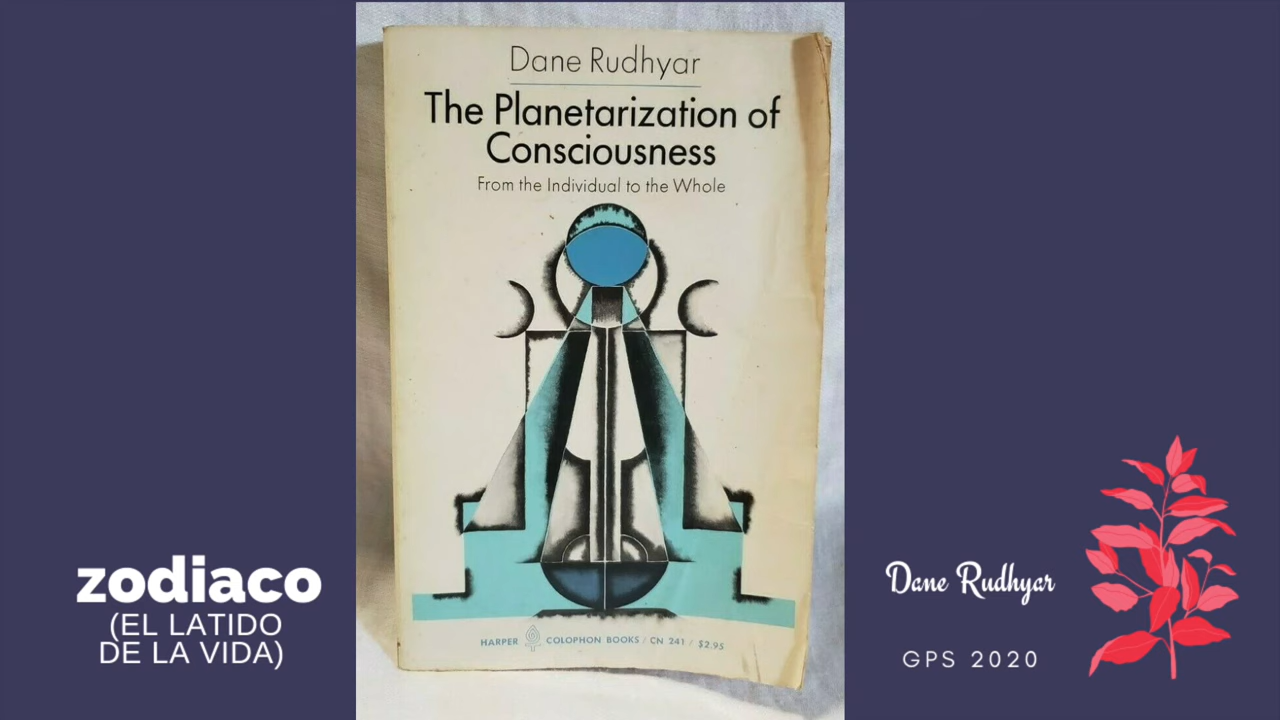 Dane Rudhyar
The Planetarization of
Consciousness
From the Individual to the Whole
HARPER COLOPHON BOOKS / CN 241 / $2.95
zodiaco
(EL LATIDO
DE LA VIDA)
Dane Rudhyar
GPS 2020